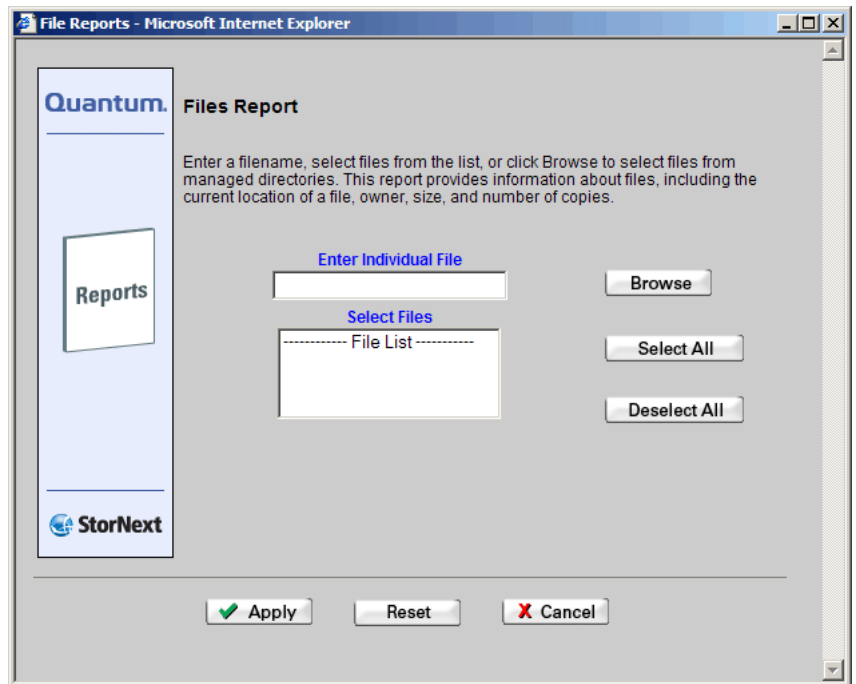 File Reports - Microsoft Internet Explorer
Quantum.
Files Report
Enter a filename, select files from the list, or click Browse to select files from
managed directories. This report provides information about files, including the
current location of a file, owner, size, and number of copies.
Reports
Enter Individual File
Browse
Select Files
------------ File List -----------
Select All
Deselect All
StorNext
Apply
Reset
Cancel